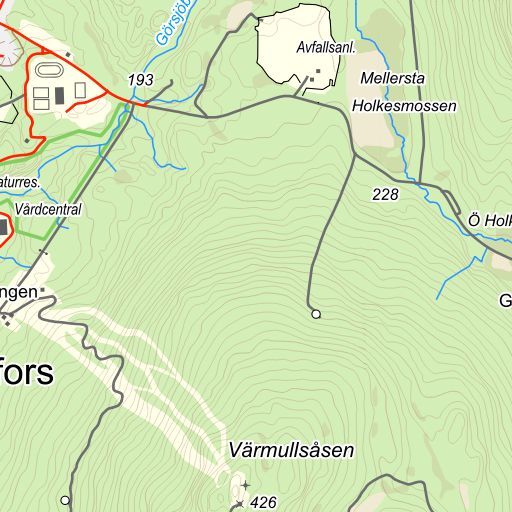 Görsjöb
Avfallsanl.
193
Mellersta
Holkesmossen
aturres.
Vårdcentral
228
Ö Holk
ngen
G
fors
Värmullsåsen
426